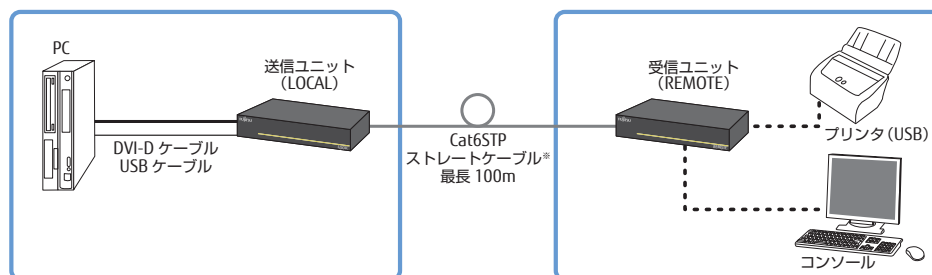 PC
送信ユニット
（LOCAL）
FUJITSU
DVI-D ケーブル
USB ケーブル
Cat6STP
ストレートケーブル※
最長 100m
受信ユニット
（REMOTE）
FUJITSU
プリンタ（USB）
コンソール